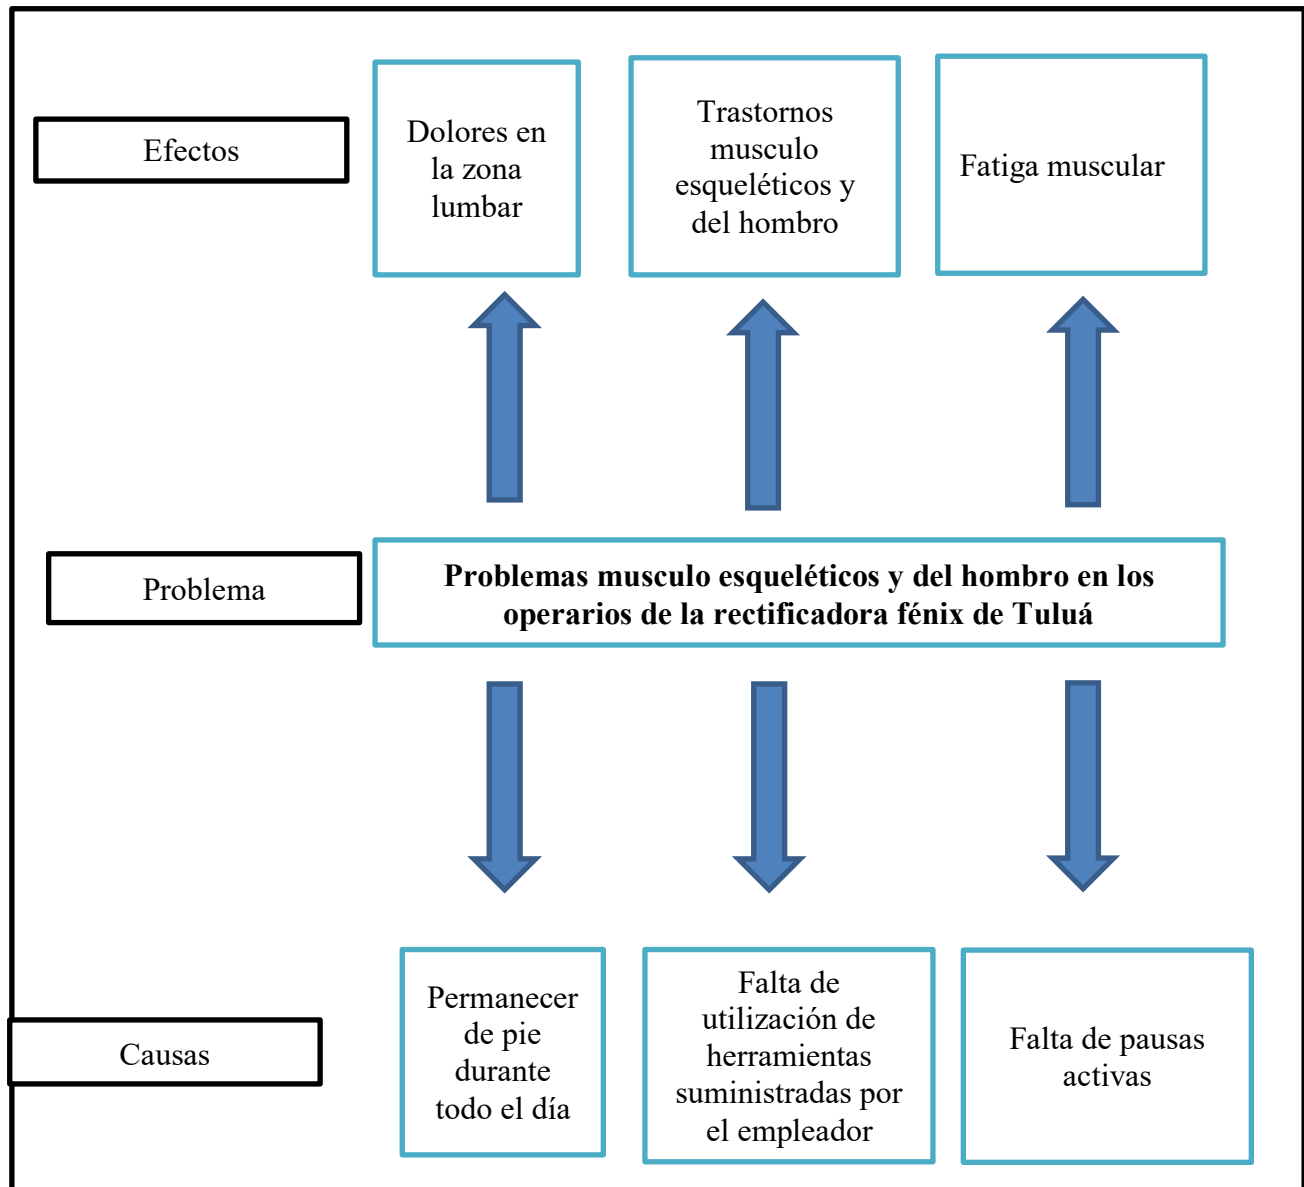 Efectos
Dolores en
la zona
lumbar
Trastornos
musculo
esqueléticos y
del hombro
Fatiga muscular
Problema
Problemas musculo esqueléticos y del hombro en los
operarios de la rectificadora fénix de Tuluá
Causas
Permanecer
de pie
durante
todo el día
Falta de
utilización de
herramientas
suministradas por
el empleador
Falta de pausas
activas